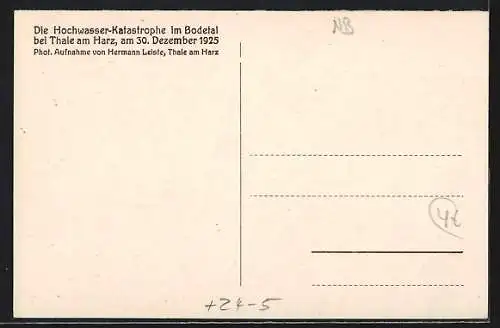 Die Hochwasser-Katastrophe im Bodetal
bei Thale am Harz, am 30. Dezember 1925
Phot. Aufnahme von Hermann Leiste, Thale am Harz
NB
+24-5